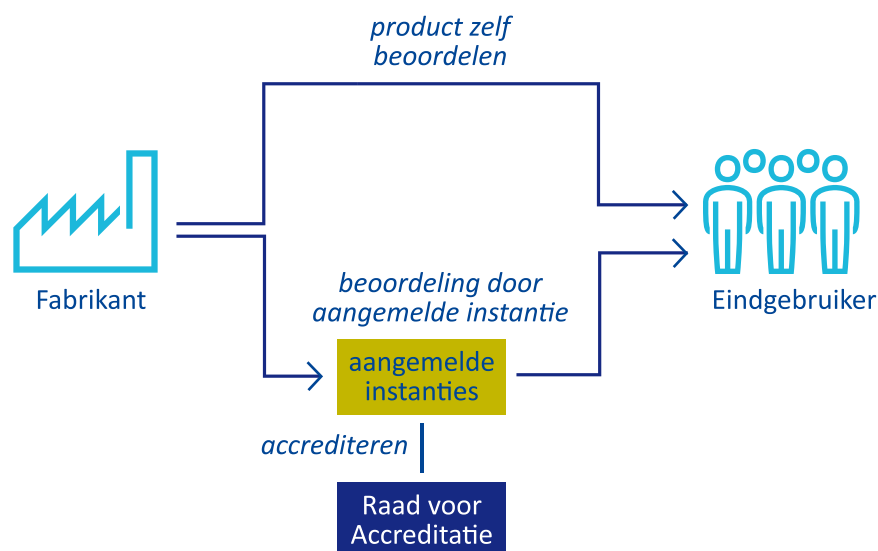 product zelf
beoordelen
Fabrikant
Eindgebruiker
beoordeling door
aangemelde instantie
aangemelde
instanties
accrediteren
Raad voor
Accreditatie